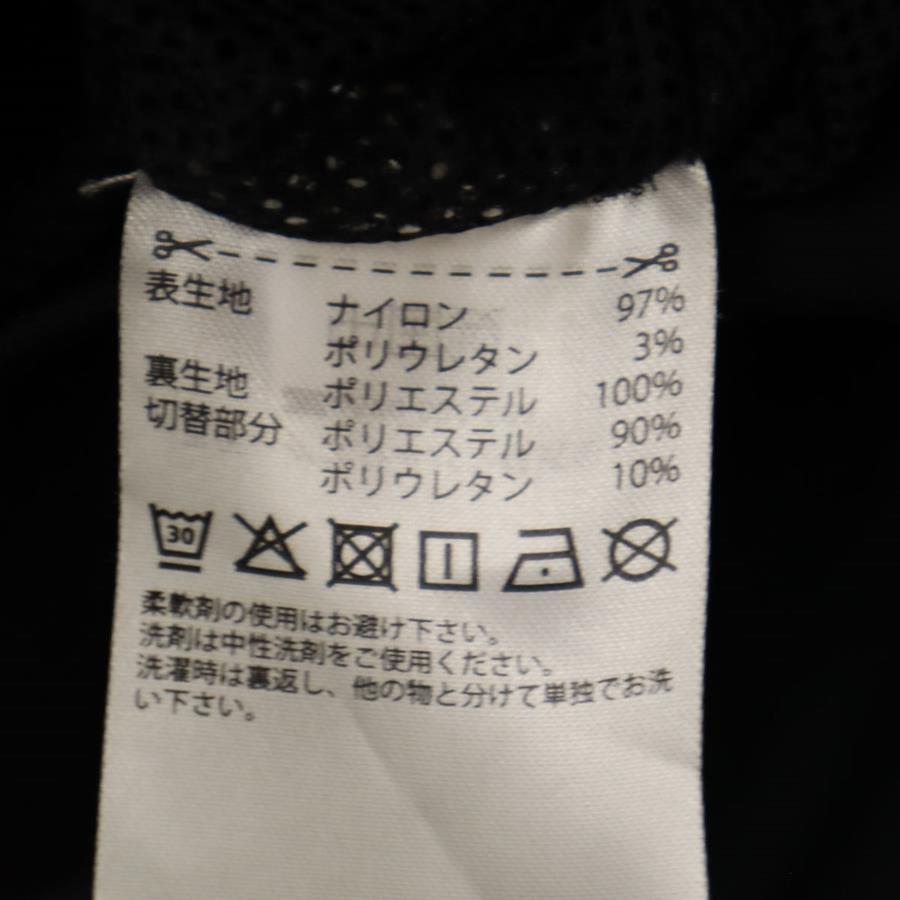 表生地 ナイロン 97%
ポリウレタン 3%
裏生地 ポリエステル 100%
切替部分 ポリエステル 90%
ポリウレタン 10%
30
柔軟剤の使用はお避け下さい。
洗剤は中性洗剤をご使用ください。
洗濯時は裏返し、他の物と分けて単独でお洗
い下さい。